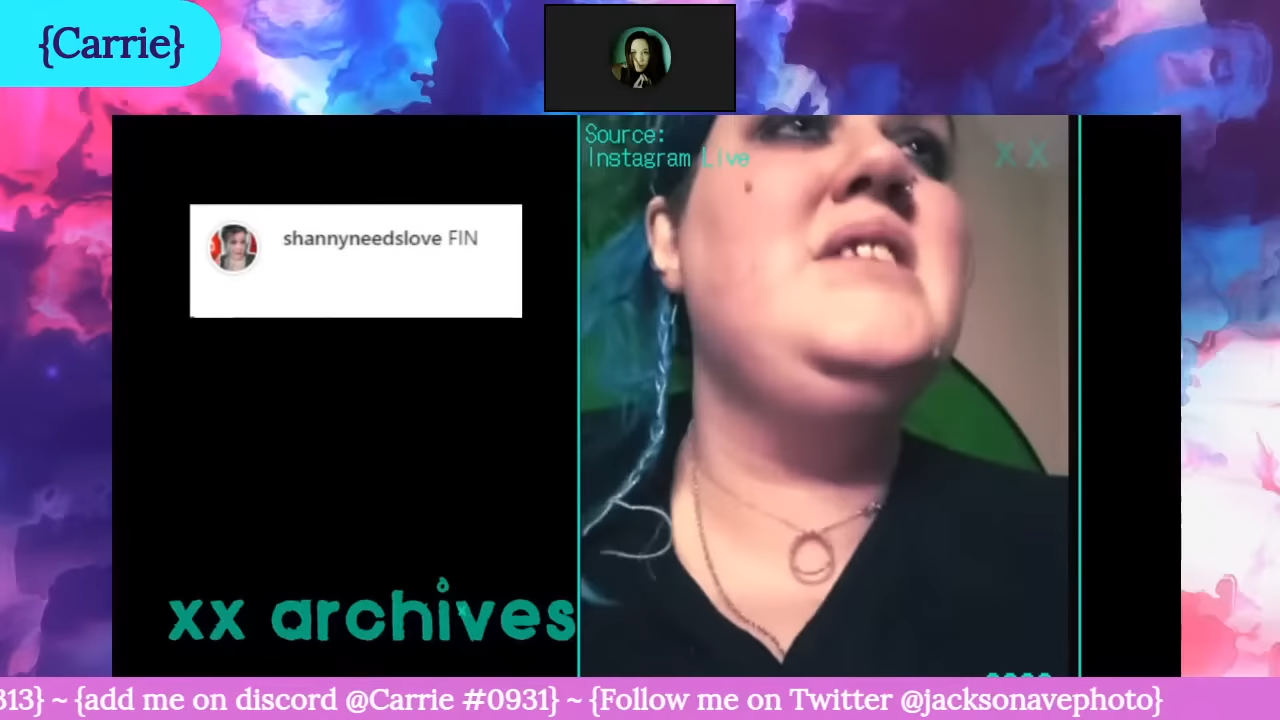 {Carrie}
Source:
Instagram Live
X X
shannyneedslove FIN
xx archives
313} ~ {add me on discord @Carrie #0931} ~ {Follow me on Twitter @jacksonavephoto}